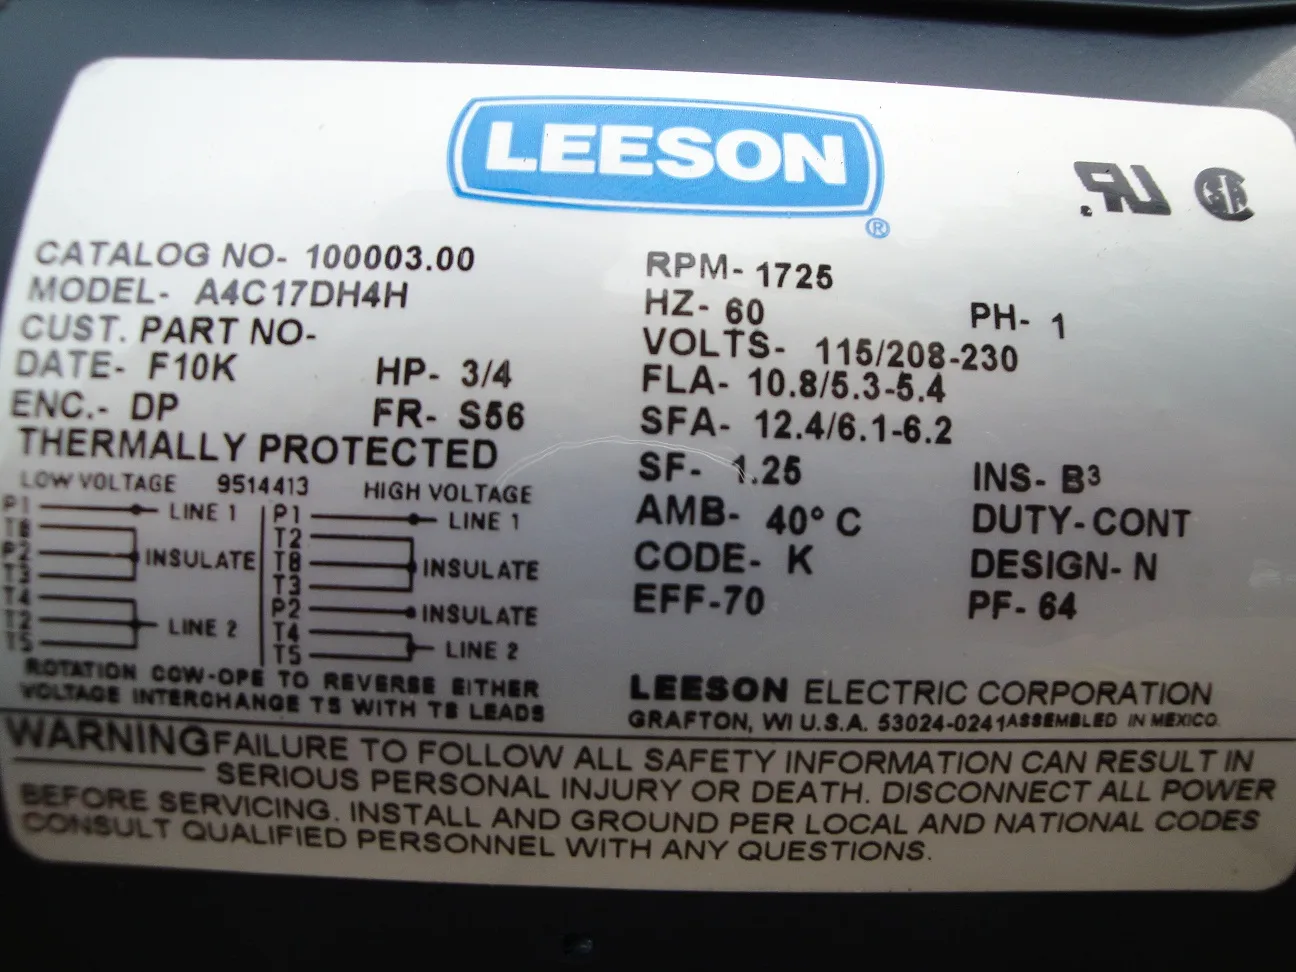 LEESON
®
CATALOG NO- 100003.00
MODEL- A4C17DH4H
CUST. PART NO-
DATE- F10K HP- 3/4
ENC.- DP FR- S56
THERMALLY PROTECTED
RPM- 1725
HZ- 60 PH- 1
VOLTS- 115/208-230
FLA- 10.8/5.3-5.4
SFA- 12.4/6.1-6.2
SF- 1.25 INS- B3
AMB- 40° C DUTY-CONT
CODE- K DESIGN- N
EFF-70 PF- 64
LOW VOLTAGE 9514413 HIGH VOLTAGE
P1 LINE 1
T8
P2 INSULATE
T3
T4
T2 LINE 2
T5
P1 LINE 1
T2
T8 INSULATE
T3
P2 INSULATE
T4 LINE 2
T5
ROTATION CCW-OPE TO REVERSE EITHER
VOLTAGE INTERCHANGE T5 WITH T8 LEADS
LEESON ELECTRIC CORPORATION
GRAFTON, WI U.S.A. 53024-0241 ASSEMBLED IN MEXICO
WARNING FAILURE TO FOLLOW ALL SAFETY INFORMATION CAN RESULT IN
SERIOUS PERSONAL INJURY OR DEATH. DISCONNECT ALL POWER
BEFORE SERVICING. INSTALL AND GROUND PER LOCAL AND NATIONAL CODES
CONSULT QUALIFIED PERSONNEL WITH ANY QUESTIONS.